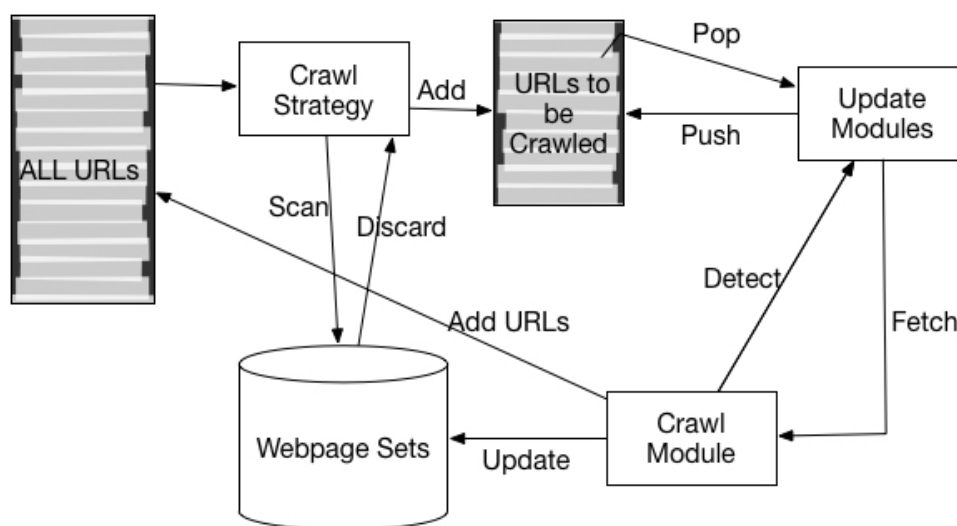 ALL URLs
Crawl
Strategy
Add
URLs to
be
Crawled
Pop
Push
Update
Modules
Scan
Discard
Detect
Fetch
Add URLs
Webpage Sets
Update
Crawl
Module